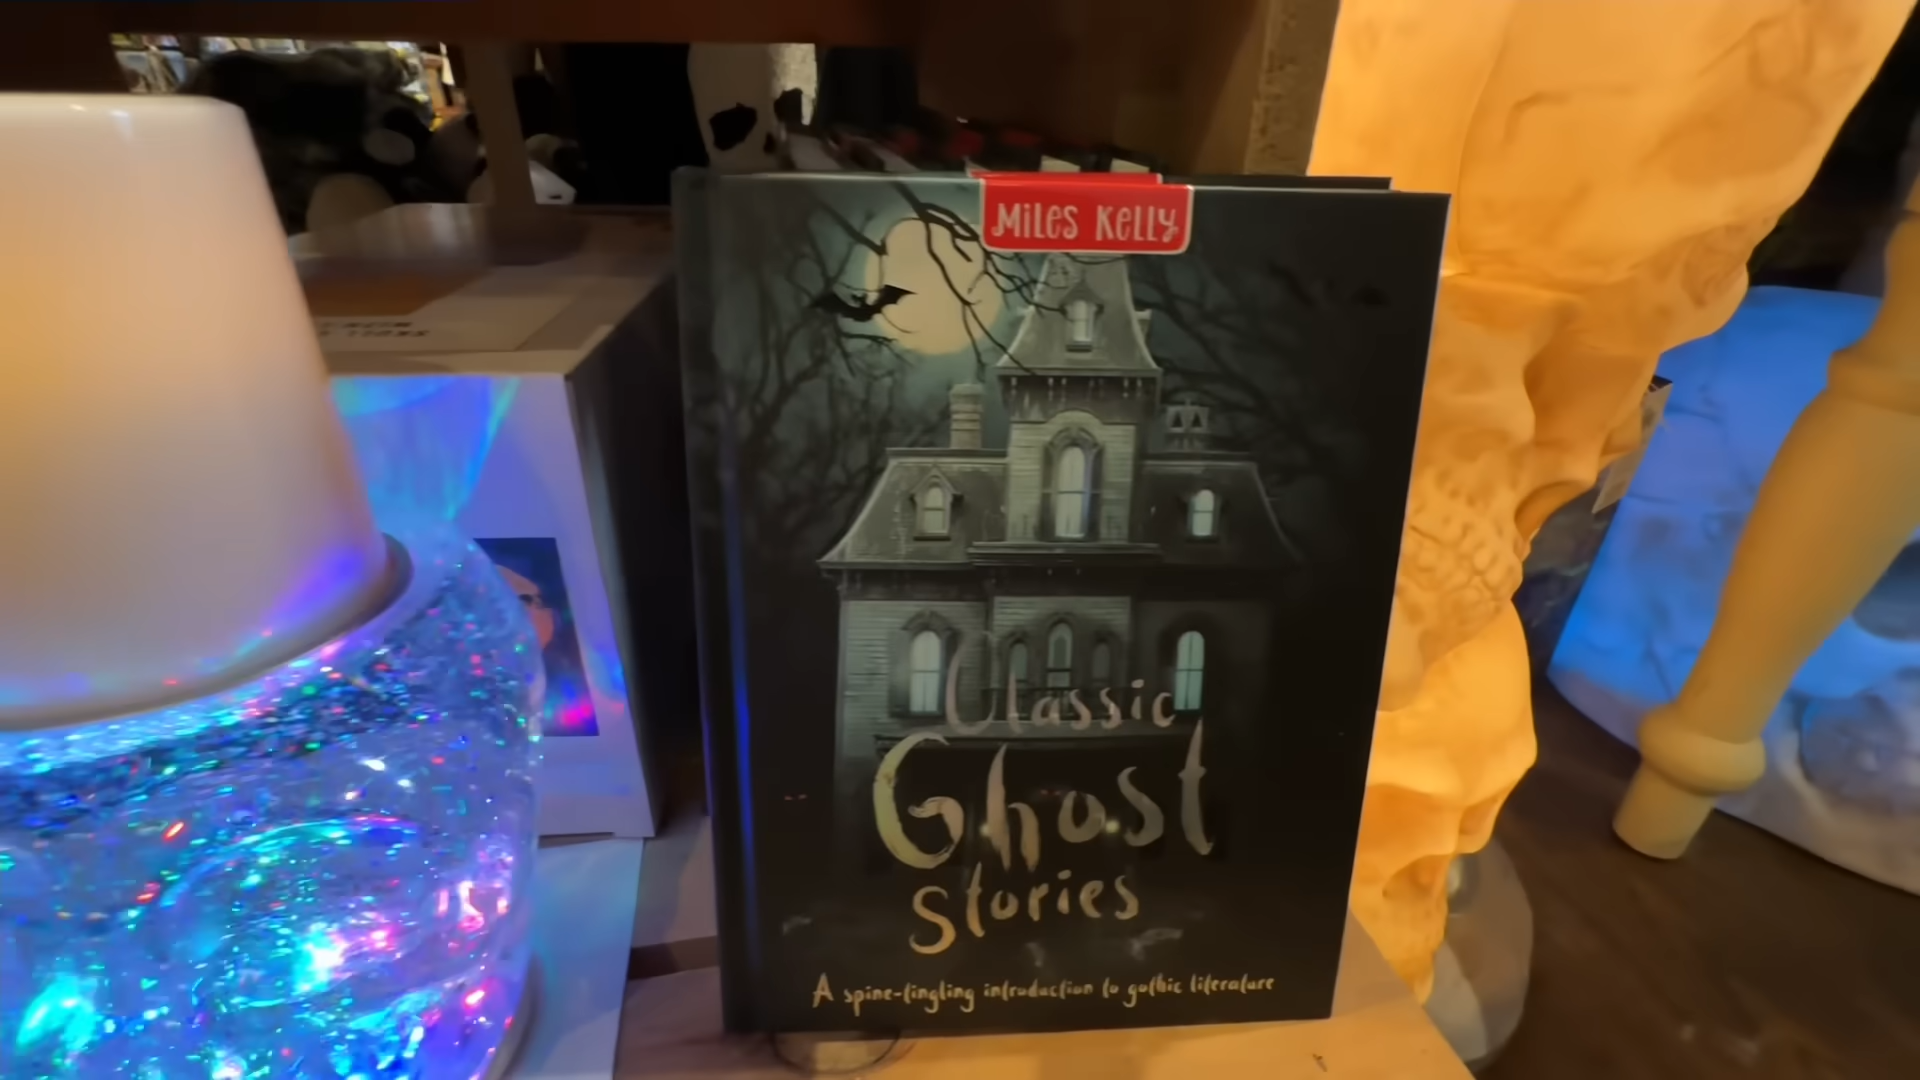 Miles Kelly
Classic
Ghost
Stories
A spine-tingling introduction to gothic literature